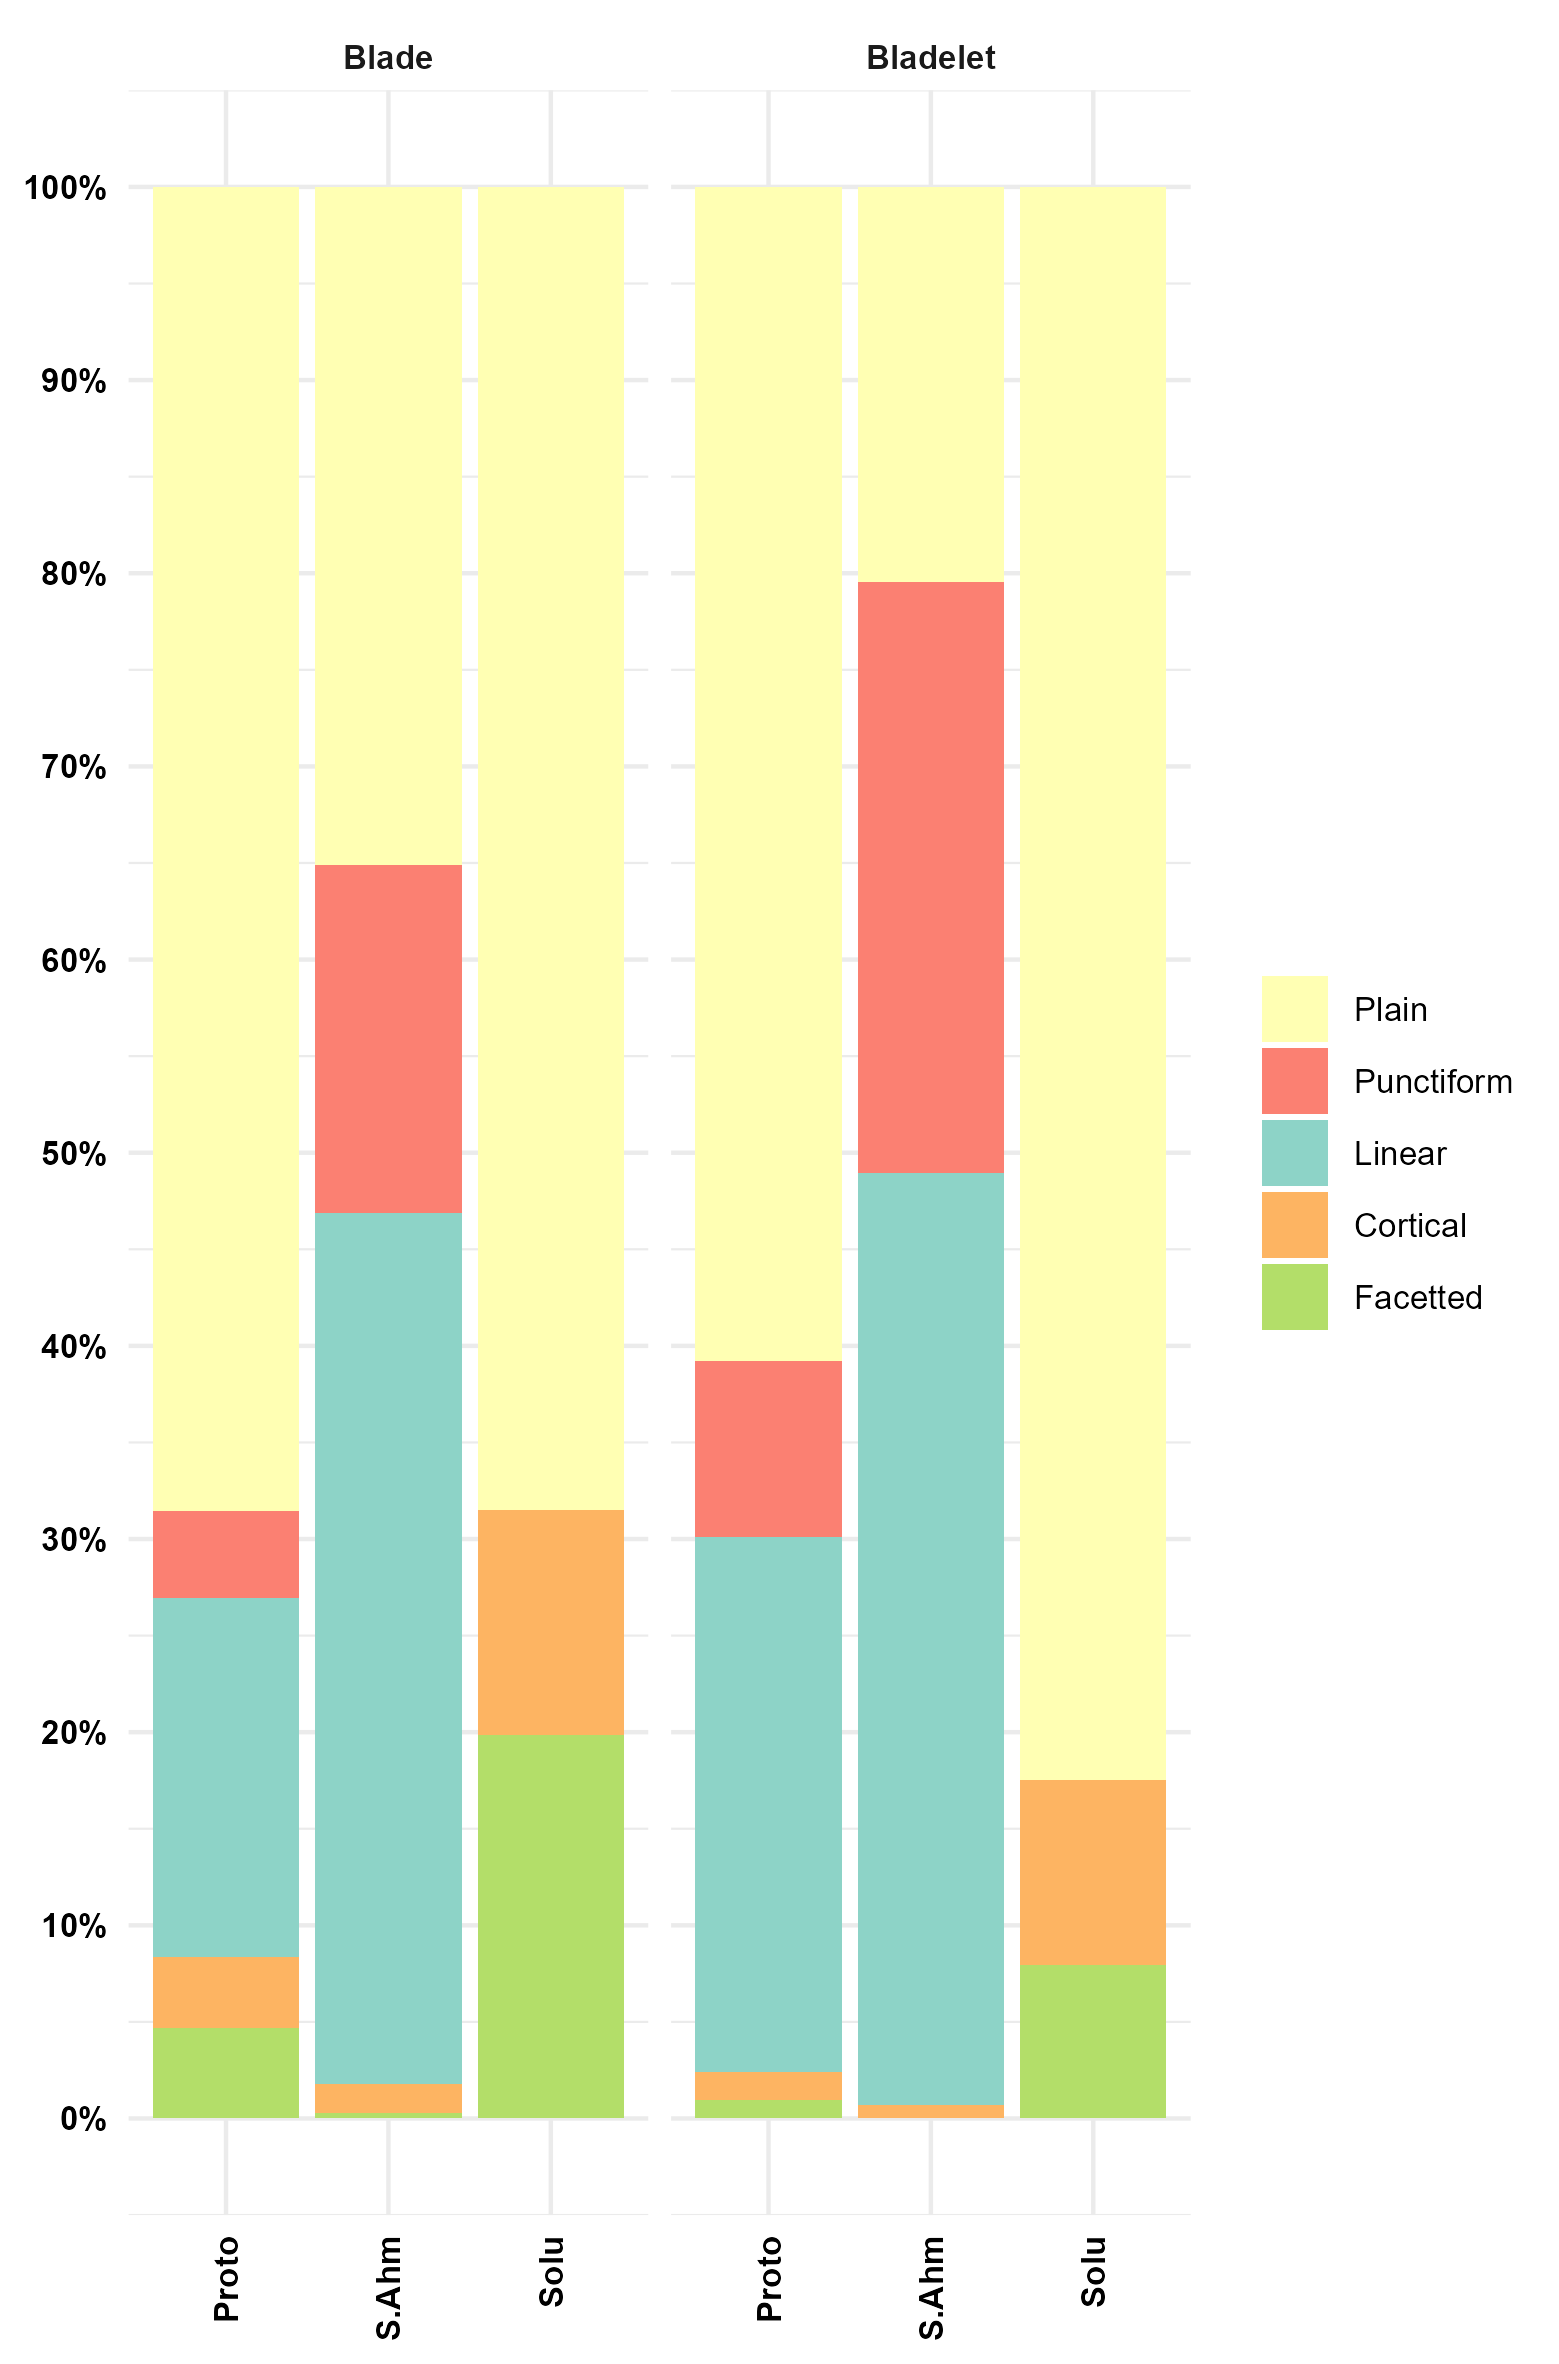 Blade
Bladelet
100%
90%
80%
70%
60%
50%
40%
30%
20%
10%
0%
Proto
S.Ahm
Solu
Proto
S.Ahm
Solu
Plain
Punctiform
Linear
Cortical
Facetted